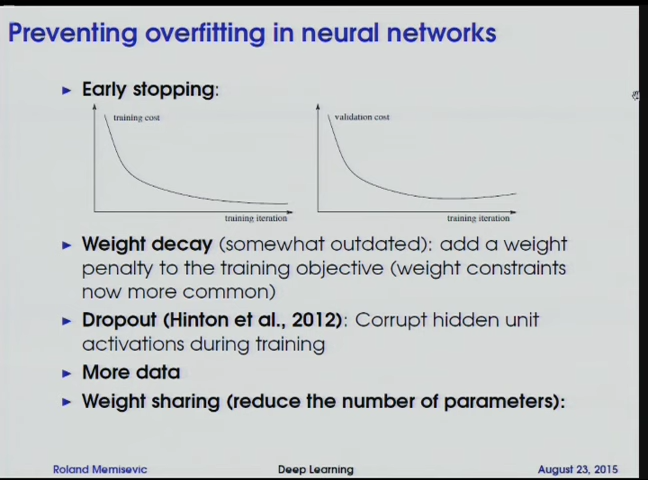 Preventing overfitting in neural networks
Early stopping:
training cost
training iteration
validation cost
training iteration
Weight decay (somewhat outdated): add a weight
penalty to the training objective (weight constraints
now more common)
Dropout (Hinton et al., 2012): Corrupt hidden unit
activations during training
More data
Weight sharing (reduce the number of parameters):
Roland Memisevic
Deep Learning
August 23, 2015